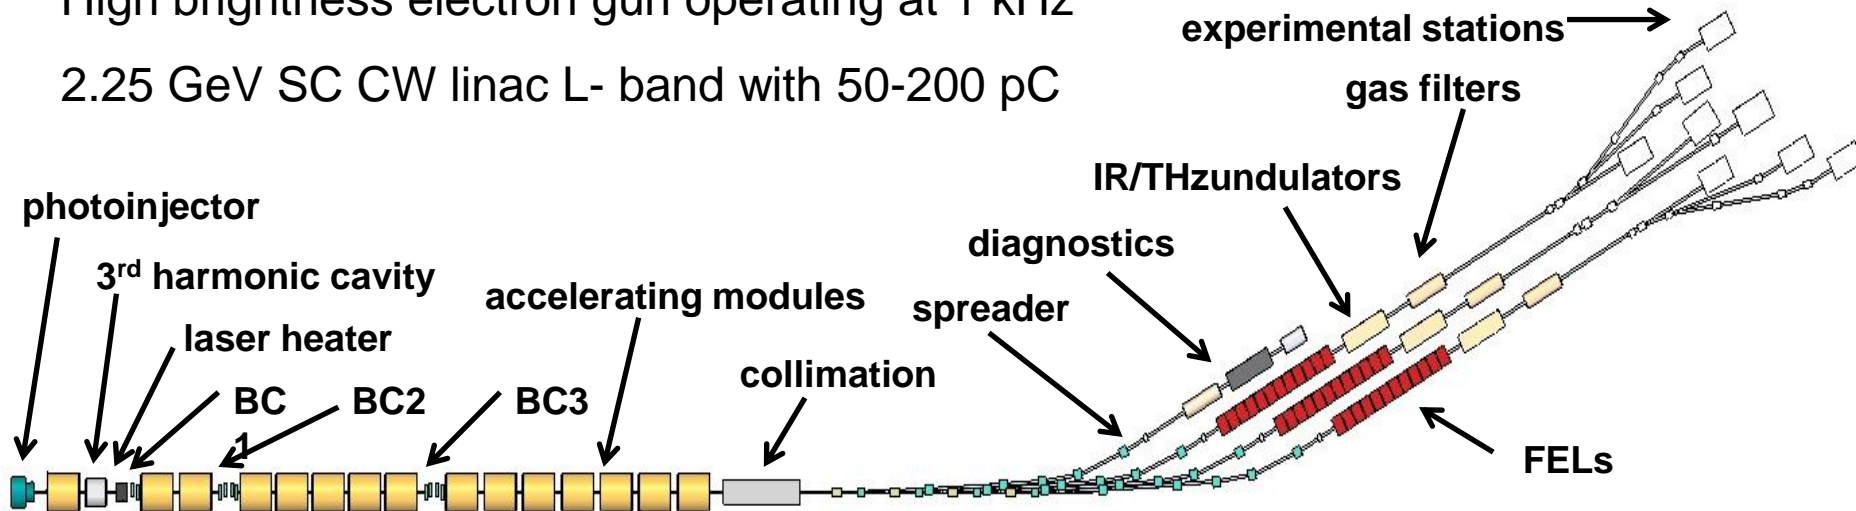 High brightness electron gun operating at 1 kHz
2.25 GeV SC CW linac L- band with 50-200 pC
experimental stations
gas filters
IR/THzundulators
photoinjector
diagnostics
3rd harmonic cavity
accelerating modules
spreader
laser heater
collimation
BC
1
BC2
BC3
FELs